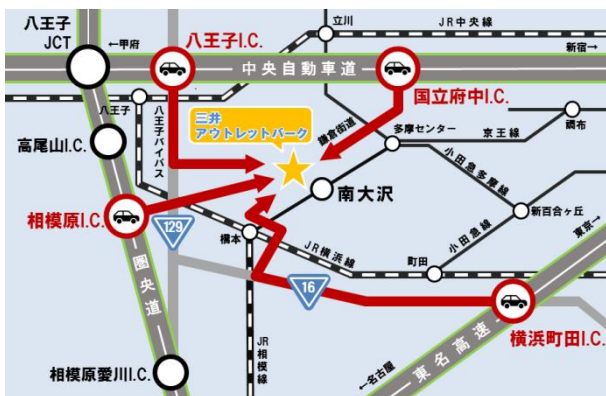 八王子
JCT
←甲府
八王子I.C.
立川
JR中央線
新宿→
中央自動車道
国立府中I.C.
八王子
八王子バイパス
三井
アウトレットパーク
鎌倉街道
多摩センター
京王線
調布
高尾山I.C.
南大沢
小田急多摩線
新百合ヶ丘
相模原I.C.
129
橋本
JR横浜線
町田
小田急線
東京→
16
圏央道
横浜町田I.C.
JR相模線
相模原愛川I.C.
←名古屋
東名高速